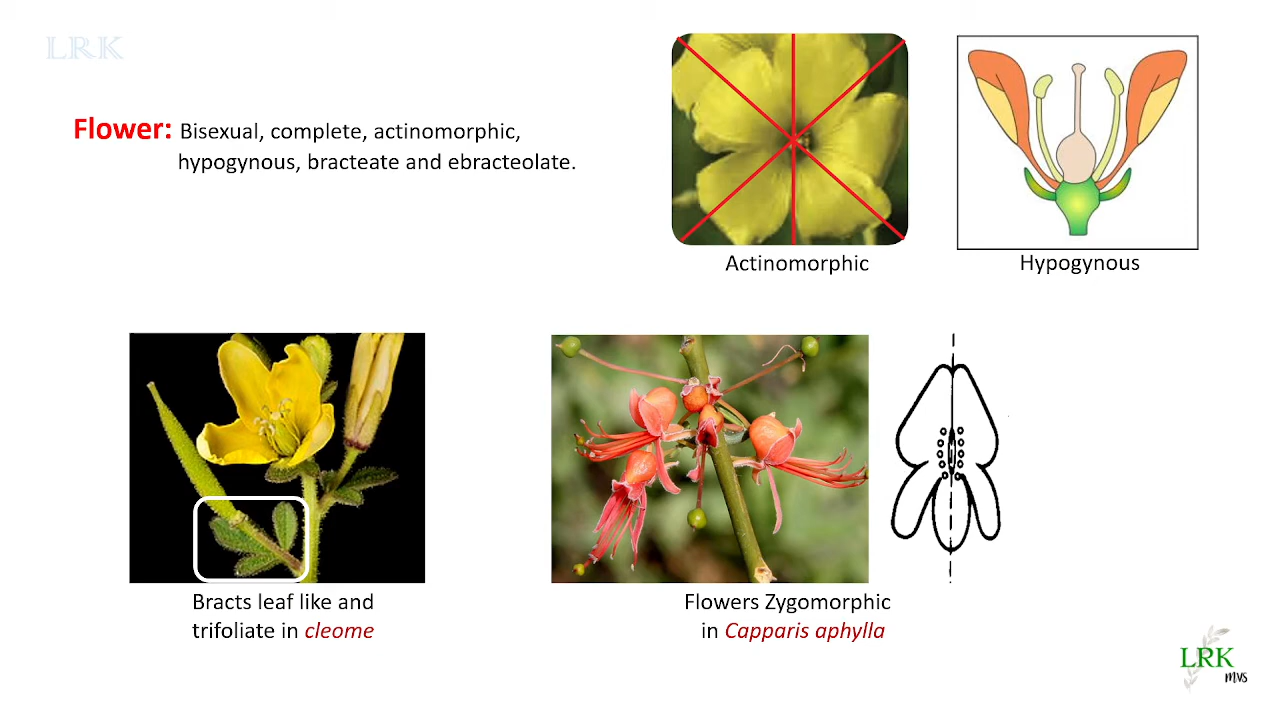 LRK
Flower: Bisexual, complete, actinomorphic,
hypogynous, bracteate and ebracteolate.
Actinomorphic
Hypogynous
Bracts leaf like and
trifoliate in cleome
Flowers Zygomorphic
in Capparis aphylla
LRK
MVS